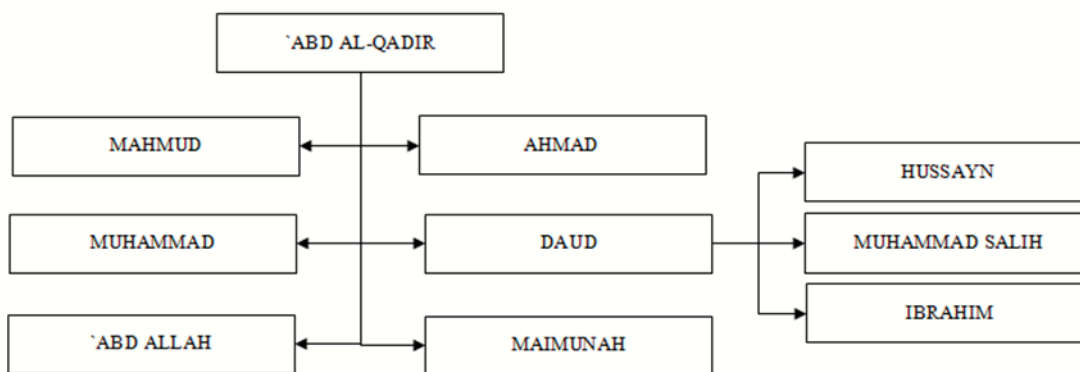 `ABD AL-QADIR
MAHMUD
AHMAD
HUSSAYN
MUHAMMAD
DAUD
MUHAMMAD SALIH
IBRAHIM
`ABD ALLAH
MAIMUNAH